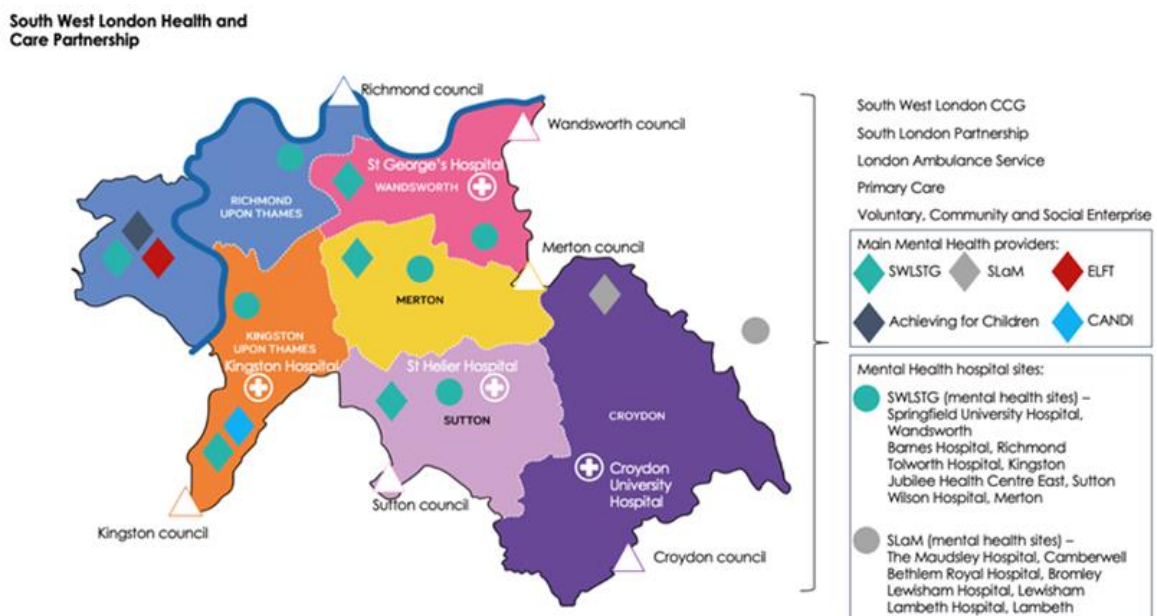 South West London Health and
Care Partnership
Richmond council
Wandsworth council
St George's Hospital
WANDSWORTH
RICHMOND
UPON THAMES
Merton council
MERTON
KINGSTON
UPON THAMES
Kingston Hospital
St Helier Hospital
SUTTON
CROYDON
Croydon
University
Hospital
Sutton council
Kingston council
Croydon council
South West London CCG
South London Partnership
London Ambulance Service
Primary Care
Voluntary, Community and Social Enterprise
Main Mental Health providers:
SWLSTG SLaM ELFT
Achieving for Children CANDI
Mental Health hospital sites:
SWLSTG (mental health sites) –
Springfield University Hospital,
Wandsworth
Barnes Hospital, Richmond
Tolworth Hospital, Kingston
Jubilee Health Centre East, Sutton
Wilson Hospital, Merton
SLaM (mental health sites) –
The Maudsley Hospital, Camberwell
Bethlem Royal Hospital, Bromley
Lewisham Hospital, Lewisham
Lambeth Hospital, Lambeth